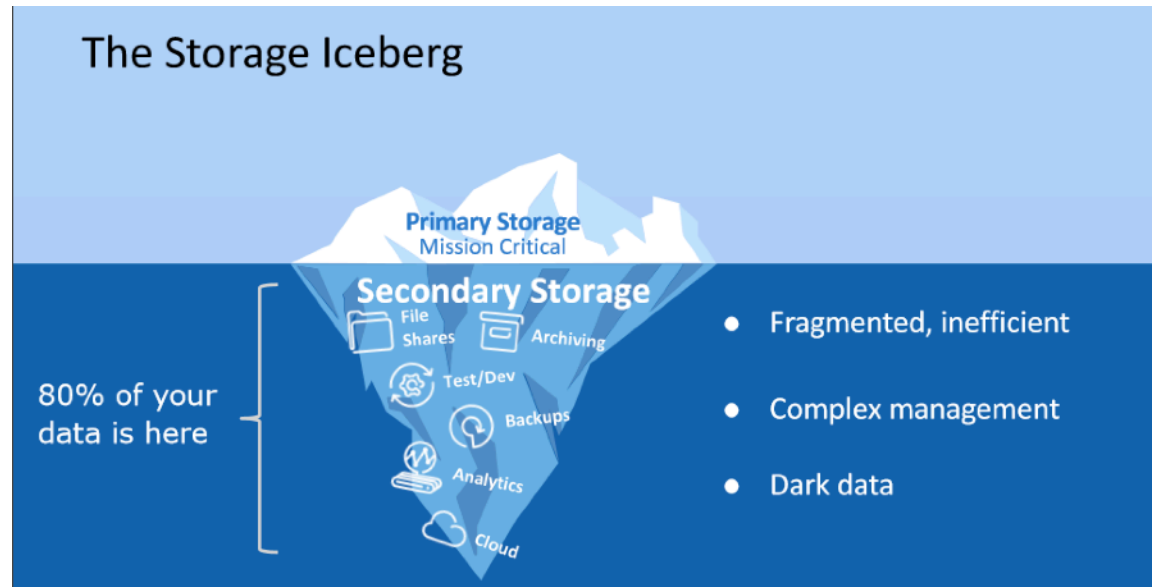 The Storage Iceberg
Primary Storage
Mission Critical
Secondary Storage
File
Shares
Archiving
Test/Dev
Backups
Analytics
Cloud
80% of your
data is here
● Fragmented, inefficient
● Complex management
● Dark data